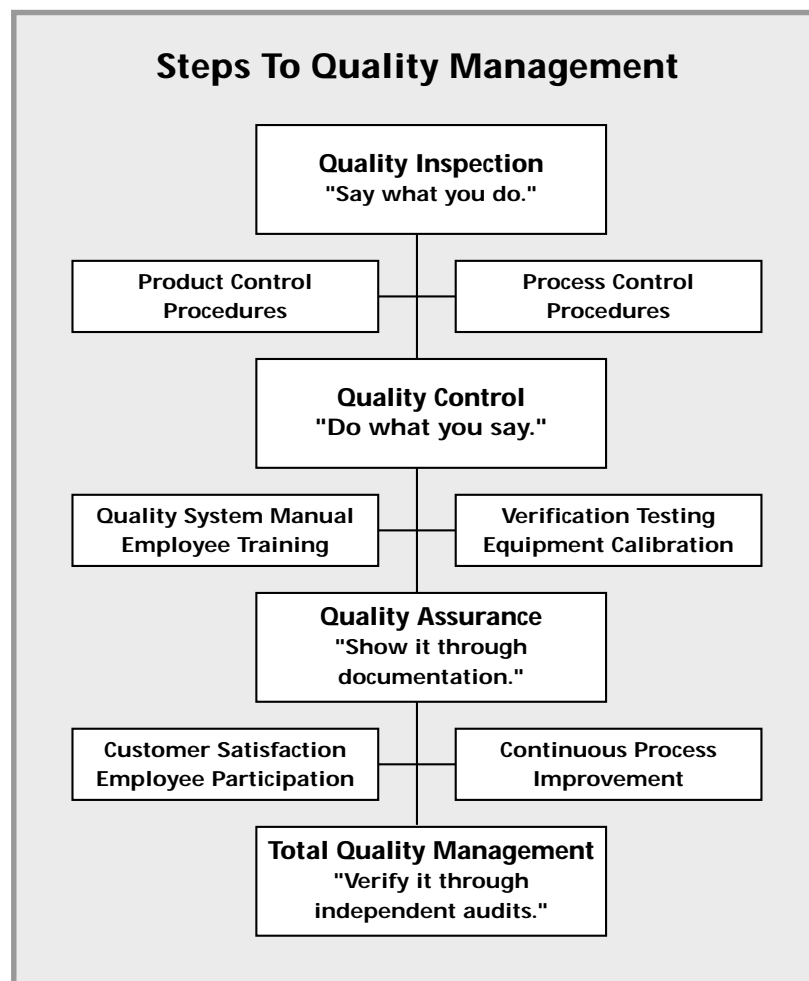 Steps To Quality Management
Quality Inspection
"Say what you do."
Product Control
Procedures
Process Control
Procedures
Quality Control
"Do what you say."
Quality System Manual
Employee Training
Verification Testing
Equipment Calibration
Quality Assurance
"Show it through
documentation."
Customer Satisfaction
Employee Participation
Continuous Process
Improvement
Total Quality Management
"Verify it through
independent audits."